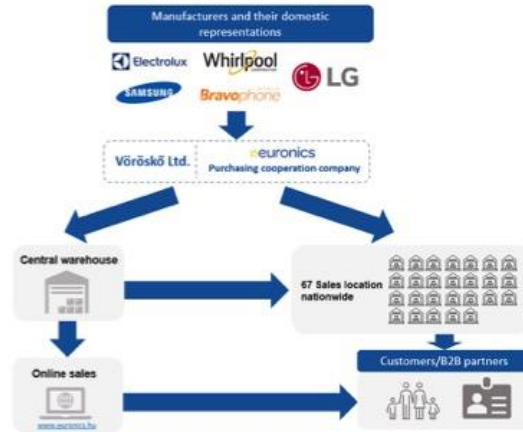 Manufacturers and their domestic
representations
Electrolux
Whirlpool
CORPORATION
LG
SAMSUNG
Bravophone
Vöröskő Ltd.
euronics
Purchasing cooperation company
Central warehouse
67 Sales location
nationwide
Online sales
www.euronics.hu
Customers/B2B partners